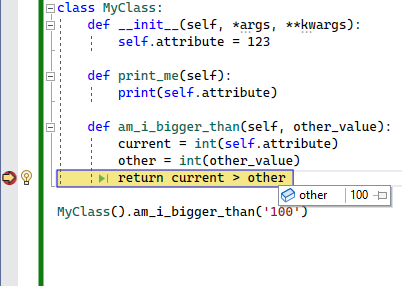 class MyClass:
    def __init__(self, *args, **kwargs):
        self.attribute = 123
    def print_me(self):
        print(self.attribute)
    def am_i_bigger_than(self, other_value):
        current = int(self.attribute)
        other = int(other_value)
        return current > other
other 100
MyClass().am_i_bigger_than('100')